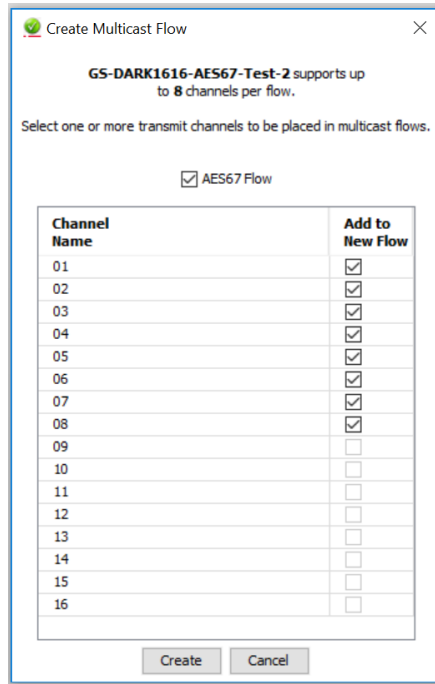 Create Multicast Flow
GS-DARK1616-AES67-Test-2 supports up
to 8 channels per flow.
Select one or more transmit channels to be placed in multicast flows.
AES67 Flow
Channel Name
Add to New Flow
01
02
03
04
05
06
07
08
09
10
11
12
13
14
15
16
Create Cancel